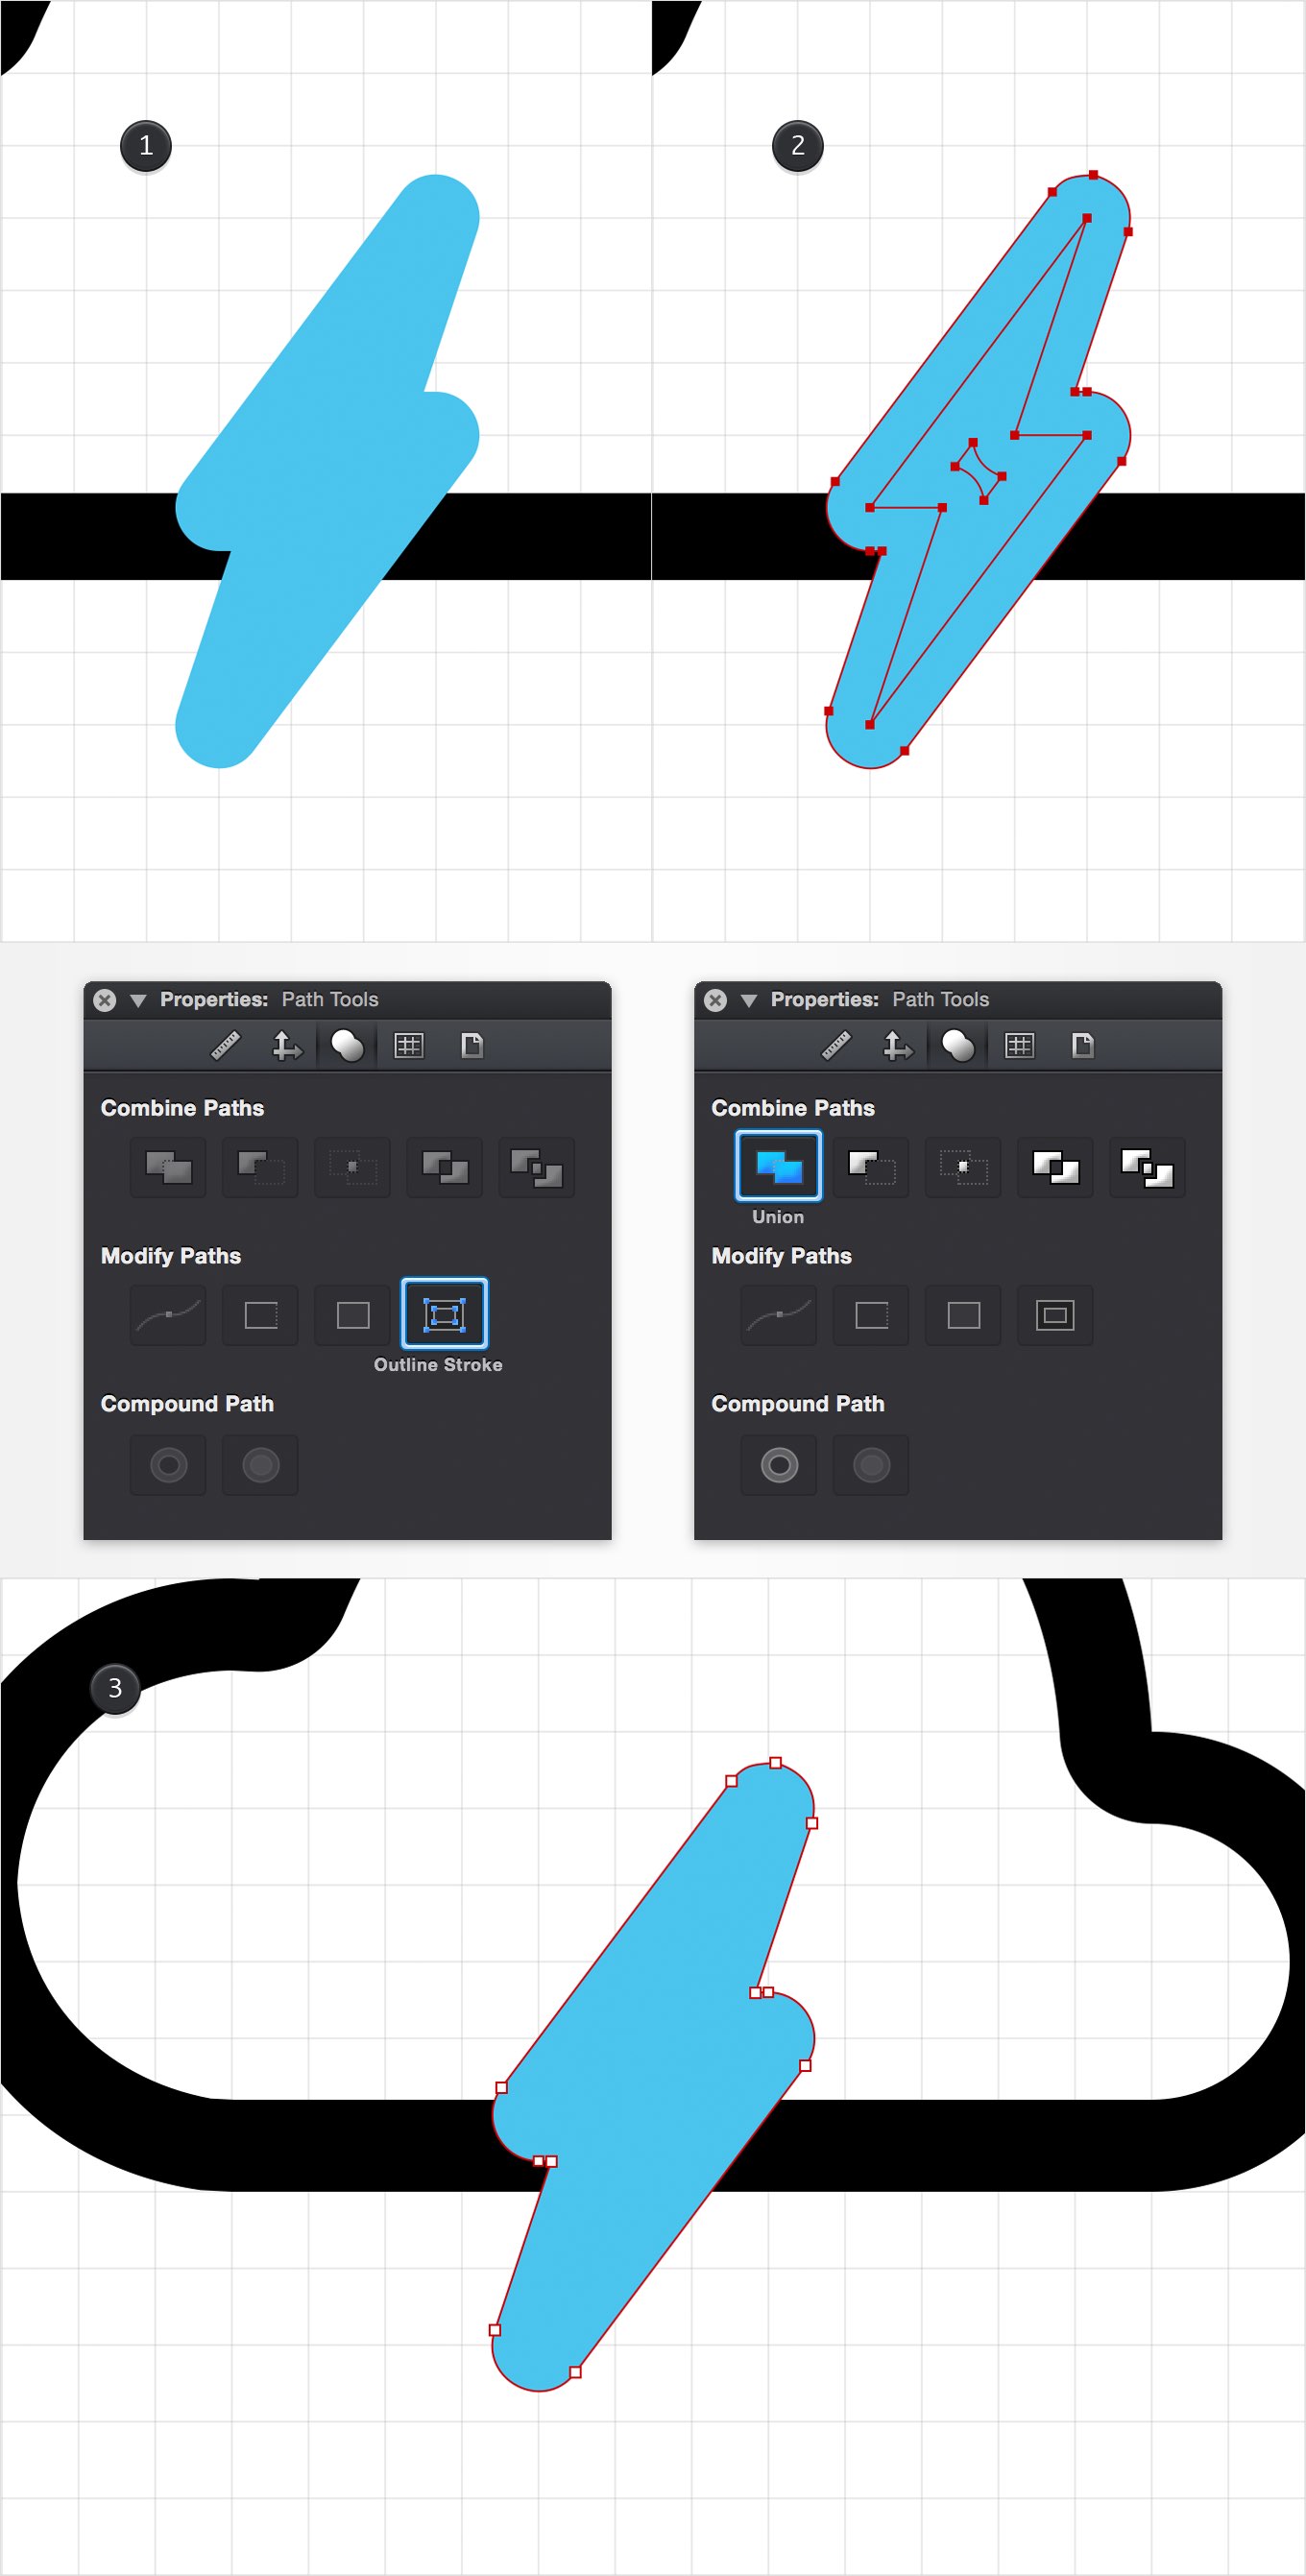 1
2
Properties: Path Tools
Combine Paths
Modify Paths
Outline Stroke
Compound Path
Properties: Path Tools
Combine Paths
Union
Modify Paths
Compound Path
3